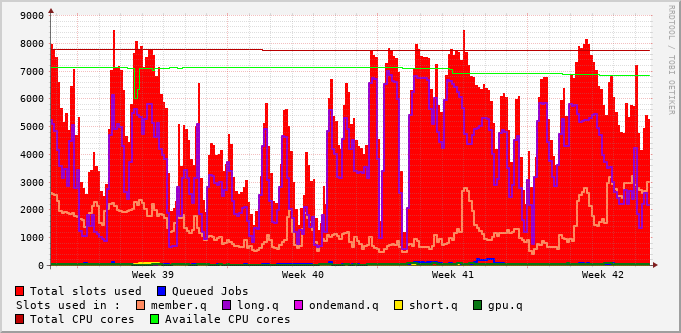 9000
8000
7000
6000
5000
4000
3000
2000
1000
0
Week 39 Week 40 Week 41 Week 42
RRDTOOL / TOBI OETIKER
Total slots used Queued Jobs
Slots used in : member.q long.q ondemand.q short.q gpu.q
Total CPU cores Availale CPU cores